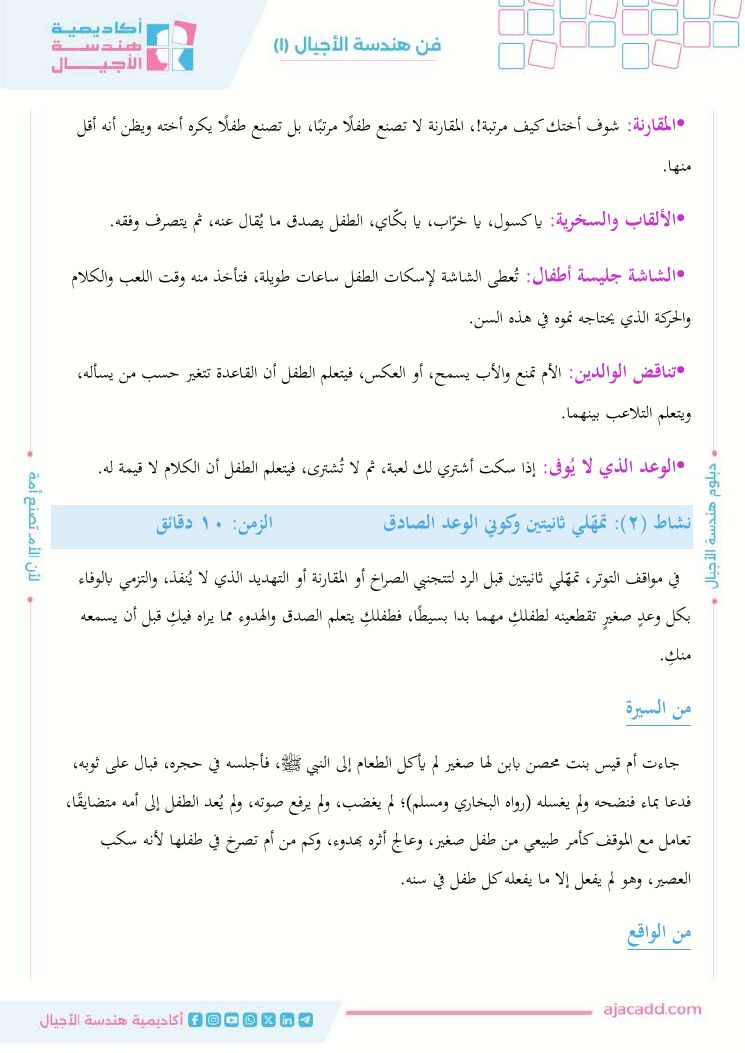 أكاديمية
هندسة
الأجيال
فن هندسة الأجيال (١)
•المقارنة: شوف أختك كيف مرتبة!، المقارنة لا تصنع طفلًا مرتبًا، بل تصنع طفلًا يكره أخته ويظن أنه أقل
منها.
•الألقاب والسخرية: يا كسول، يا خرّاب، يا بكّاي، الطفل يصدق ما يُقال عنه، ثم يتصرف وفقه.
•الشاشة جليسة أطفال: تُعطى الشاشة لإسكات الطفل ساعات طويلة، فتأخذ منه وقت اللعب والكلام
والحركة الذي يحتاجه نموه في هذه السن.
•تناقض الوالدين: الأم تمنع والأب يسمح، أو العكس، فيتعلم الطفل أن القاعدة تتغير حسب من يسأله،
ويتعلم التلاعب بينهما.
•الوعد الذي لا يُوفى: إذا سكت أشتري لك لعبة، ثم لا تُشترى، فيتعلم الطفل أن الكلام لا قيمة له.
نشاط (٢): تمهّلي ثانيتين وكوني الوعد الصادق الزمن: ١٠ دقائق
في مواقف التوتر، تمهّلي ثانيتين قبل الرد لتتجنبي الصراخ أو المقارنة أو التهديد الذي لا يُنفذ، والتزمي بالوفاء
بكل وعدٍ صغيرٍ تقطعينه لطفلكِ مهما بدا بسيطًا، فطفلكِ يتعلم الصدق والهدوء مما يراه فيكِ قبل أن يسمعه
منكِ.
من السيرة
جاءت أم قيس بنت محصن بابن لها صغير لم يأكل الطعام إلى النبي ﷺ، فأجلسه في حجره، فبال على ثوبه،
فدعا بماء فنضحه ولم يغسله (رواه البخاري ومسلم)؛ لم يغضب، ولم يرفع صوته، ولم يُعد الطفل إلى أمه متضايقًا،
تعامل مع الموقف كأمر طبيعي من طفل صغير، وعالج أثره بهدوء، وكم من أم تصرخ في طفلها لأنه سكب
العصير، وهو لم يفعل إلا ما يفعله كل طفل في سنه.
من الواقع
دبلوم هندسة الأجيال
لأن الأم تصنع أمة
ajacadd.com
أكاديمية هندسة الأجيال